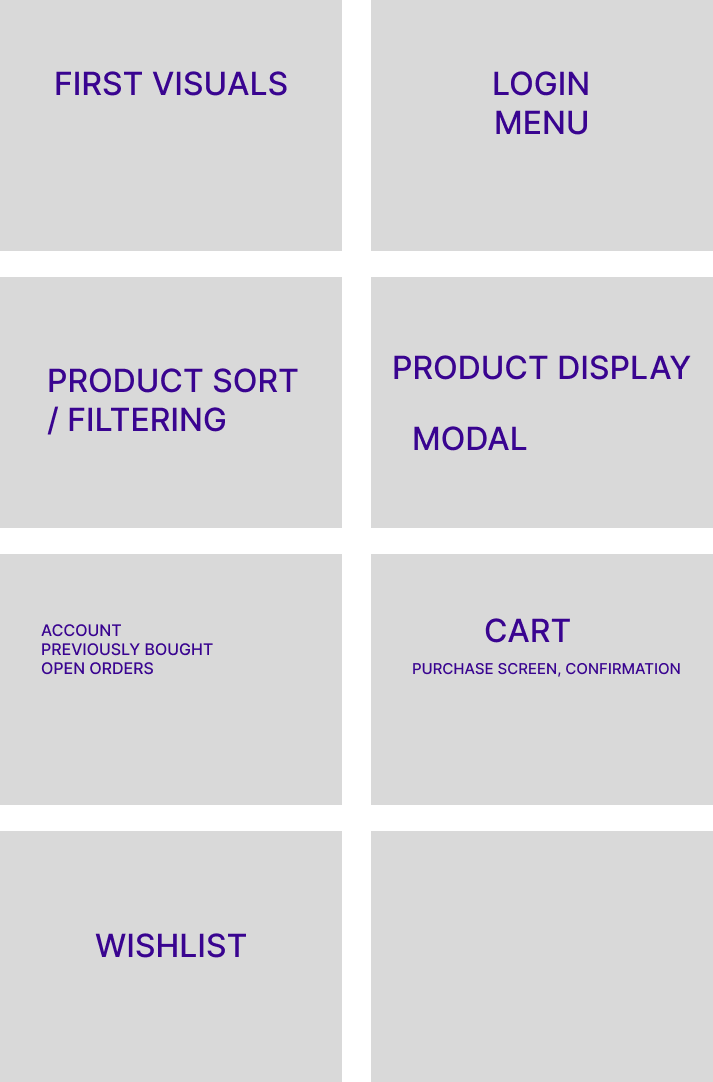 FIRST VISUALS
LOGIN
MENU
PRODUCT SORT
/ FILTERING
PRODUCT DISPLAY
MODAL
ACCOUNT
PREVIOUSLY BOUGHT
OPEN ORDERS
CART
PURCHASE SCREEN, CONFIRMATION
WISHLIST